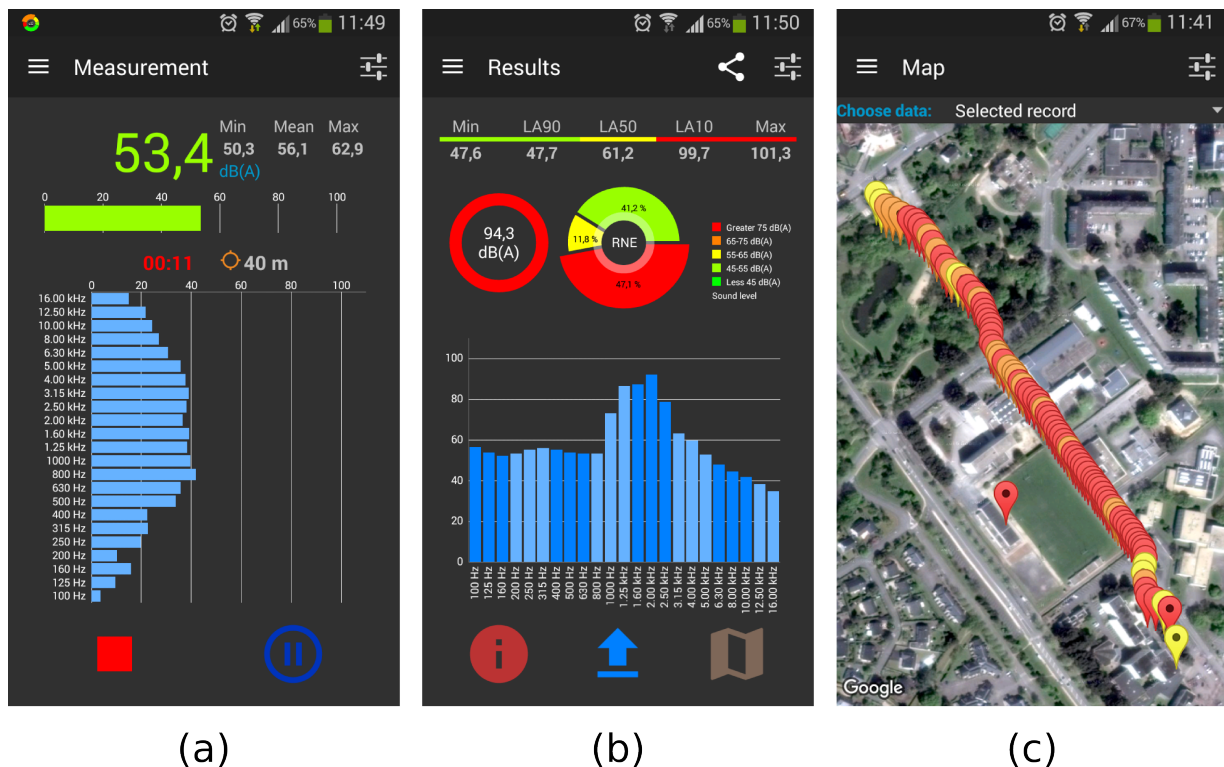 65% 11:49
Measurement
53,4
Min Mean Max
50,3 56,1 62,9
dB(A)
0 20 40 60 80 100
00:11 40 m
0 20 40 60 80 100
16.00 kHz
12.50 kHz
10.00 kHz
8.00 kHz
6.30 kHz
5.00 kHz
4.00 kHz
3.15 kHz
2.50 kHz
2.00 kHz
1.60 kHz
1.25 kHz
1000 Hz
800 Hz
630 Hz
500 Hz
400 Hz
315 Hz
250 Hz
200 Hz
160 Hz
125 Hz
100 Hz
(a)
65% 11:50
Results
Min LA90 LA50 LA10 Max
47,6 47,7 61,2 99,7 101,3
94,3
dB(A)
41,2 %
11,8 %
RNE
47,1 %
Greater 75 dB(A)
65-75 dB(A)
55-65 dB(A)
45-55 dB(A)
Less 45 dB(A)
Sound level
100
80
60
40
20
0
100 Hz
125 Hz
160 Hz
200 Hz
250 Hz
315 Hz
400 Hz
500 Hz
630 Hz
800 Hz
1000 Hz
1.25 kHz
1.60 kHz
2.00 kHz
2.50 kHz
3.15 kHz
4.00 kHz
5.00 kHz
6.30 kHz
8.00 kHz
10.00 kHz
12.50 kHz
16.00 kHz
(b)
67% 11:41
Map
Choose data: Selected record
Google
(c)